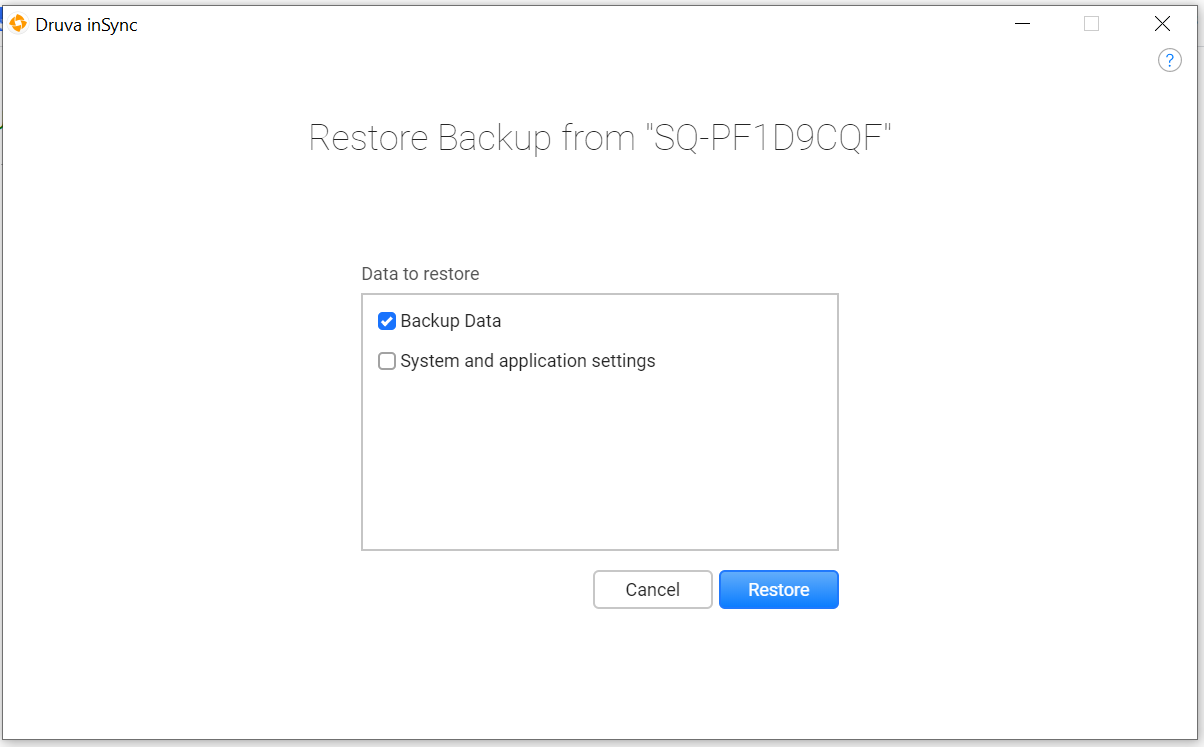 Druva inSync
?
Restore Backup from "SQ-PF1D9CQF"
Data to restore
Backup Data
System and application settings
Cancel Restore